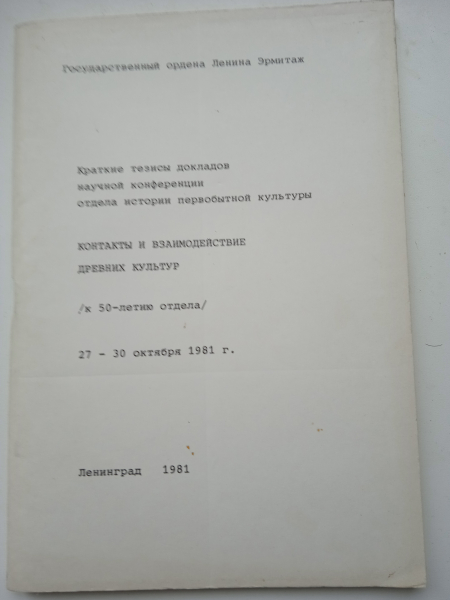 Государственный ордена Ленина Эрмитаж
Краткие тезисы докладов
научной конференции
отдела истории первобытной культуры
КОНТАКТЫ И ВЗАИМОДЕЙСТВИЕ
ДРЕВНИХ КУЛЬТУР
/к 50-летию отдела/
27 - 30 октября 1981 г.
Ленинград 1981